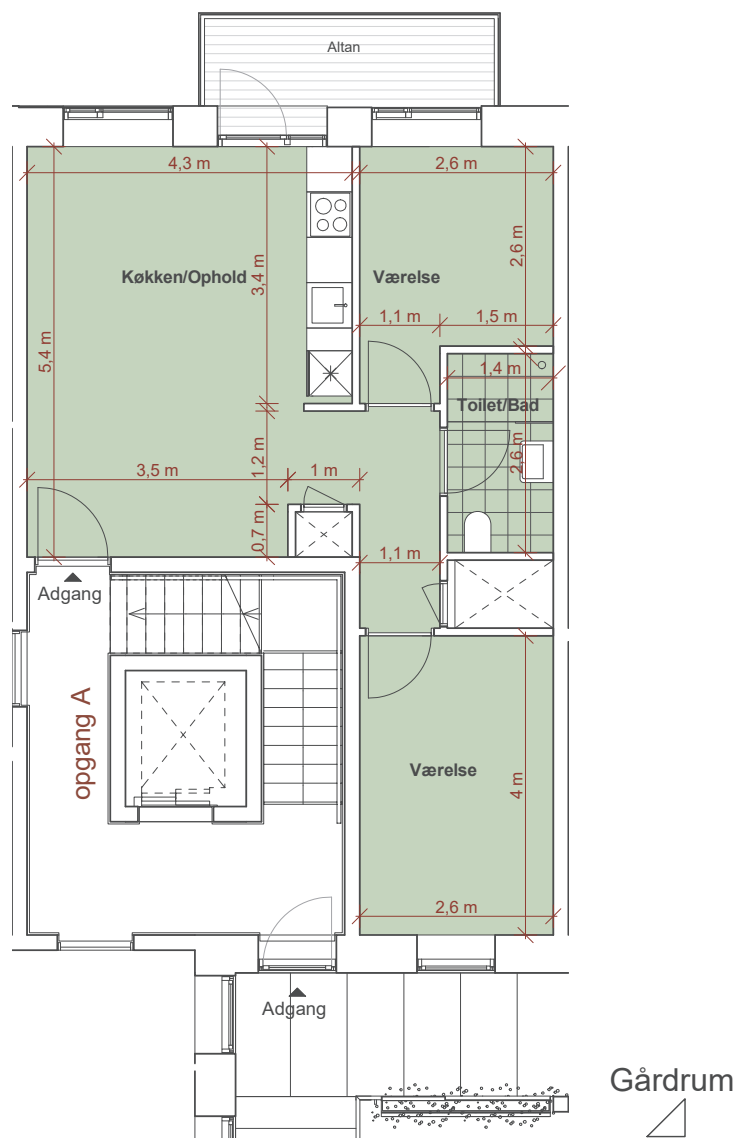 Altan
4,3 m
2,6 m
3,4 m
2,6 m
Køkken/Ophold
Værelse
1,1 m
1,5 m
5,4 m
1,4 m
Toilet/Bad
1,2 m
2,6 m
3,5 m
1 m
0,7 m
1,1 m
Adgang
opgang A
Værelse
4 m
2,6 m
Adgang
Gårdrum